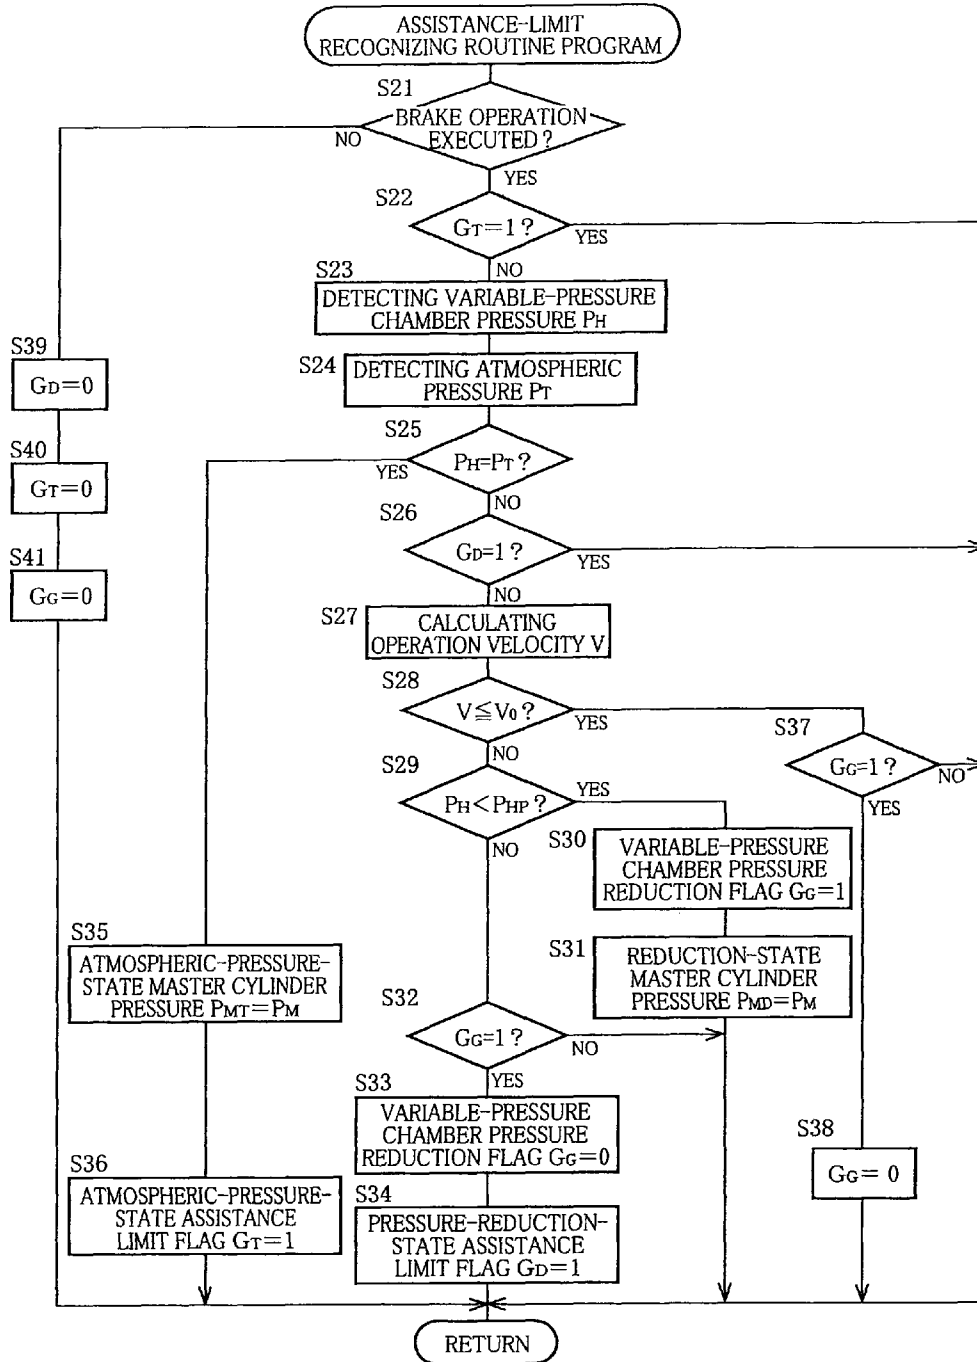 ASSISTANCE-LIMIT
RECOGNIZING ROUTINE PROGRAM
S21
BRAKE OPERATION
EXECUTED?
NO
YES
S22
GT=1?
YES
NO
S23
DETECTING VARIABLE-PRESSURE
CHAMBER PRESSURE PH
S24
DETECTING ATMOSPHERIC
PRESSURE PT
S39
GD=0
S25
PH=PT?
YES
NO
S40
GT=0
S26
GD=1?
YES
NO
S41
GG=0
S27
CALCULATING
OPERATION VELOCITY V
S28
V≦V0?
YES
NO
S37
GG=1?
NO
YES
S29
PH<PHP?
YES
NO
S30
VARIABLE-PRESSURE
CHAMBER PRESSURE
REDUCTION FLAG GG=1
S35
ATMOSPHERIC-PRESSURE-
STATE MASTER CYLINDER
PRESSURE PMT=PM
S31
REDUCTION-STATE
MASTER CYLINDER
PRESSURE PMD=PM
S32
GG=1?
NO
YES
S33
VARIABLE-PRESSURE
CHAMBER PRESSURE
REDUCTION FLAG GG=0
S38
GG= 0
S36
ATMOSPHERIC-PRESSURE-
STATE ASSISTANCE
LIMIT FLAG GT=1
S34
PRESSURE-REDUCTION-
STATE ASSISTANCE
LIMIT FLAG GD=1
RETURN